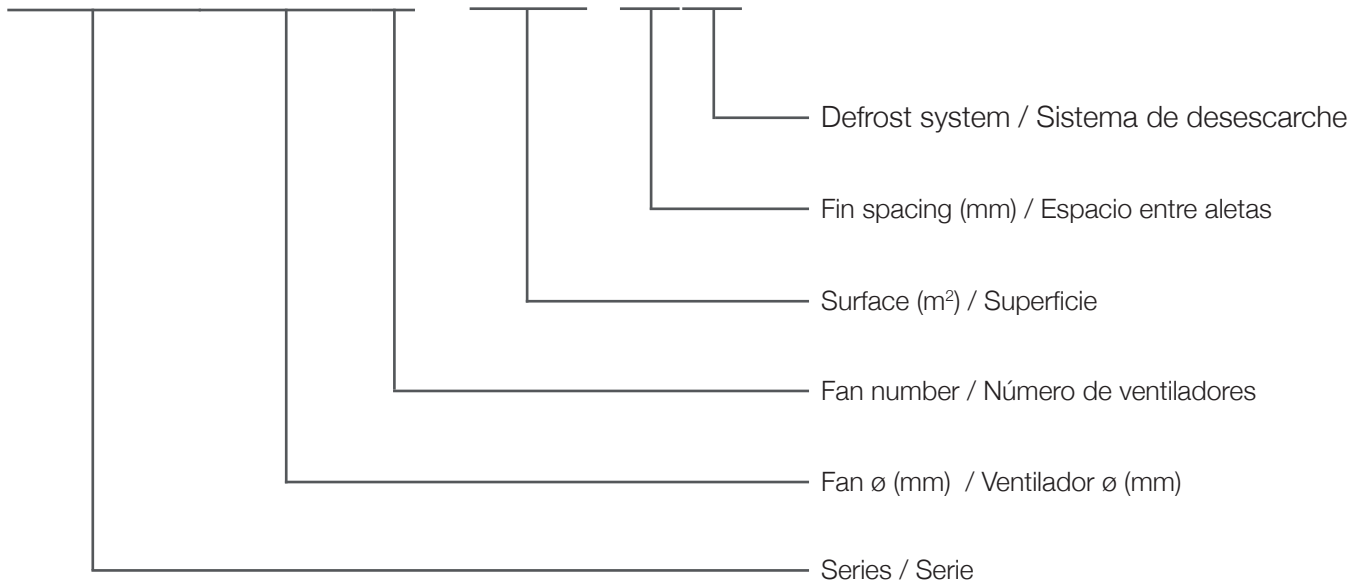 Defrost system / Sistema de desescarche
Fin spacing (mm) / Espacio entre aletas
Surface (m²) / Superficie
Fan number / Número de ventiladores
Fan ø (mm) / Ventilador ø (mm)
Series / Serie